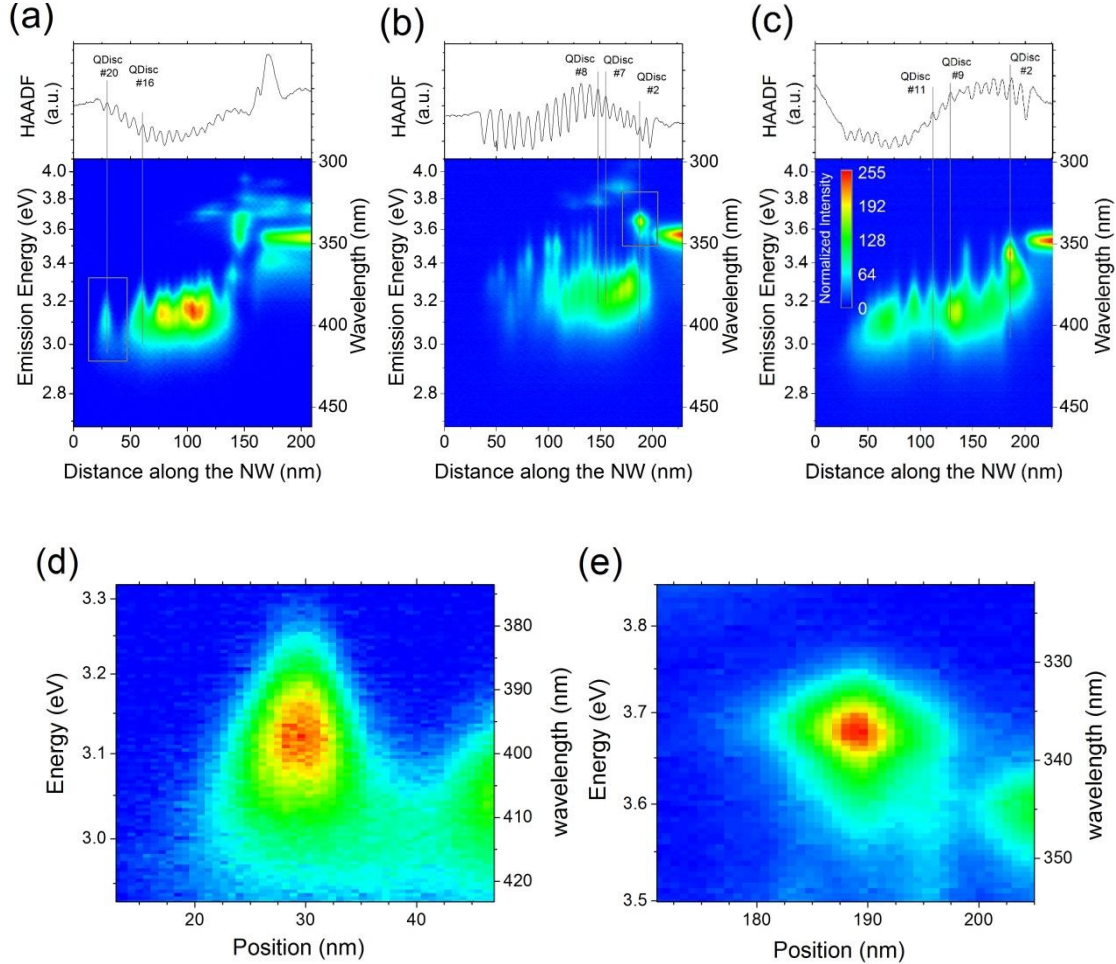 (a)
QDisc
#20
QDisc
#16
HAADF
(a.u.)
4.0
3.8
3.6
3.4
3.2
3.0
2.8
Emission Energy (eV)
300
350
400
450
Wavelength (nm)
0 50 100 150 200
Distance along the NW (nm)
(b)
QDisc
#8
QDisc
#7
QDisc
#2
HAADF
(a.u.)
4.0
3.8
3.6
3.4
3.2
3.0
2.8
Emission Energy (eV)
300
350
400
450
Wavelength (nm)
0 50 100 150 200
Distance along the NW (nm)
(c)
QDisc
#11
QDisc
#9
QDisc
#2
HAADF
(a.u.)
4.0
3.8
3.6
3.4
3.2
3.0
2.8
Emission Energy (eV)
Normalized Intensity
255
192
128
64
0
300
350
400
450
Wavelength (nm)
0 50 100 150 200
Distance along the NW (nm)
(d)
3.3
3.2
3.1
3.0
Energy (eV)
380
390
400
410
420
wavelength (nm)
20 30 40
Position (nm)
(e)
3.8
3.7
3.6
3.5
Energy (eV)
330
340
350
wavelength (nm)
180 190 200
Position (nm)